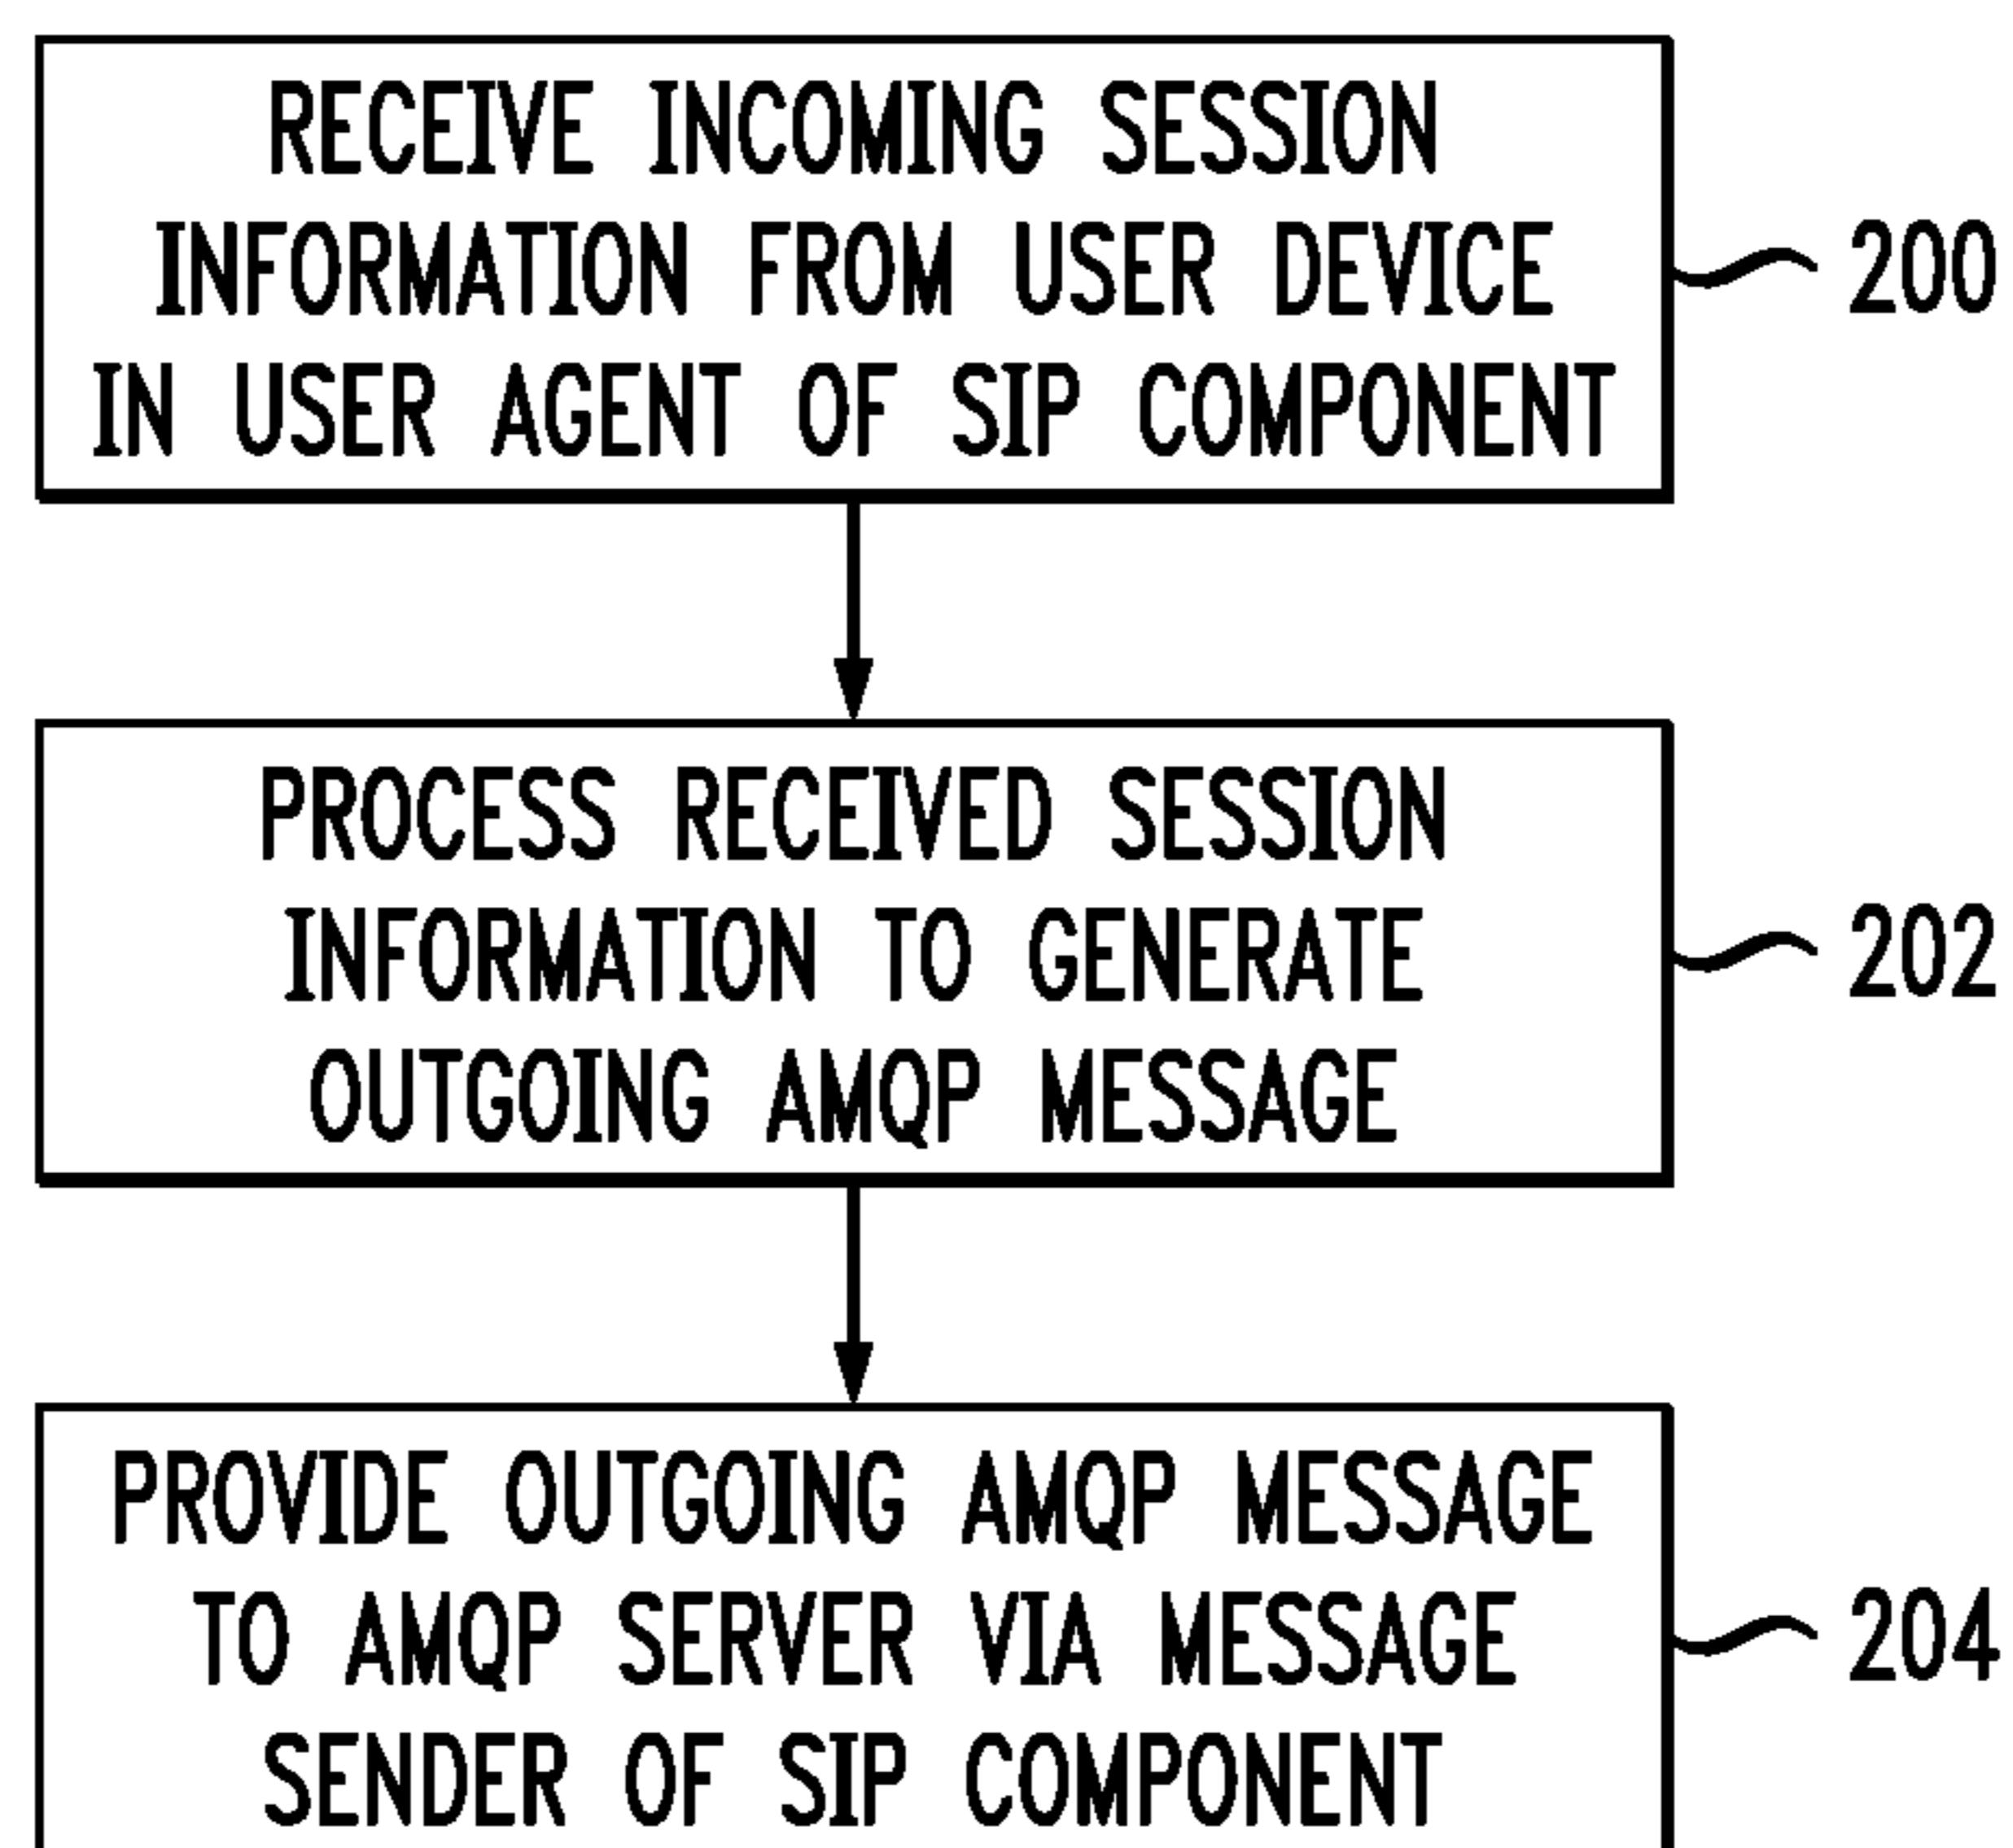 RECEIVE INCOMING SESSION
INFORMATION FROM USER DEVICE
IN USER AGENT OF SIP COMPONENT
200
PROCESS RECEIVED SESSION
INFORMATION TO GENERATE
OUTGOING AMQP MESSAGE
202
PROVIDE OUTGOING AMQP MESSAGE
TO AMQP SERVER VIA MESSAGE
SENDER OF SIP COMPONENT
204